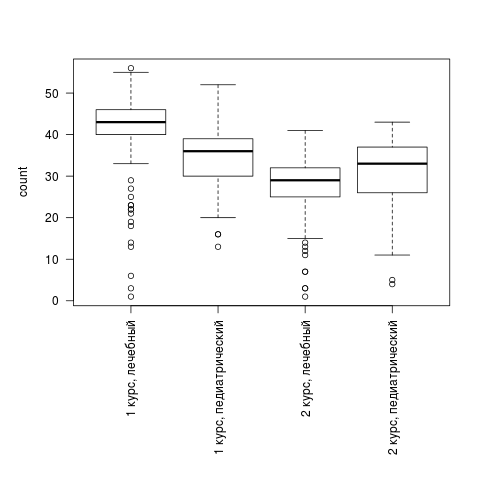 count
50
40
30
20
10
0
1 курс, лечебный
1 курс, педиатрический
2 курс, лечебный
2 курс, педиатрический